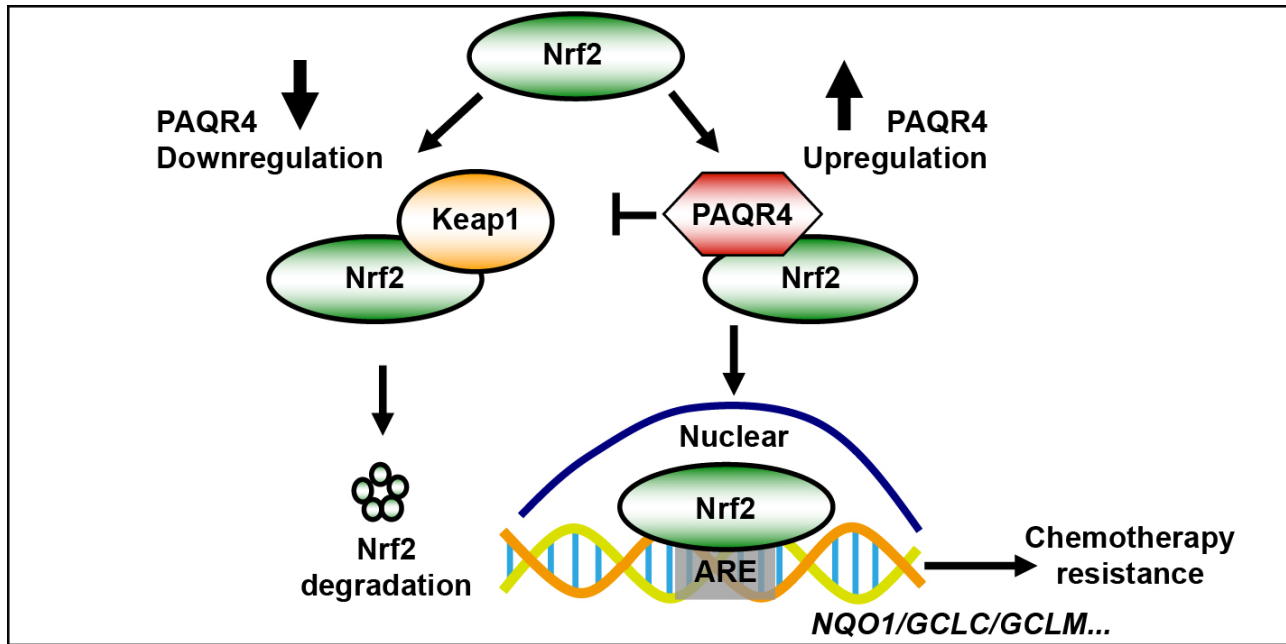 Nrf2
PAQR4
Downregulation
PAQR4
Upregulation
Keap1
Nrf2
PAQR4
Nrf2
Nuclear
Nrf2
ARE
Nrf2
degradation
Chemotherapy
resistance
NQO1/GCLC/GCLM...